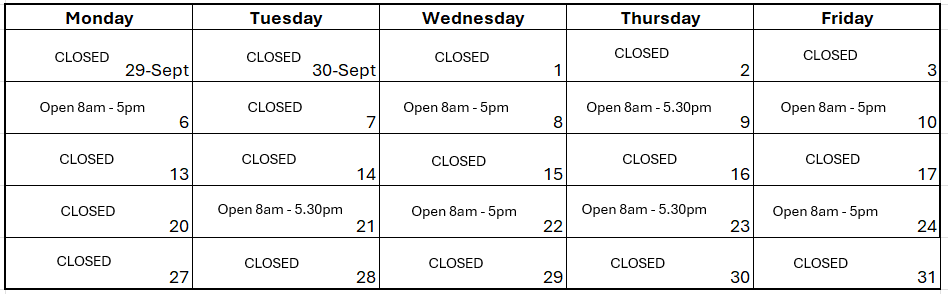 Monday Tuesday Wednesday Thursday Friday
CLOSED 29-Sept CLOSED 30-Sept CLOSED 1 CLOSED 2 CLOSED 3
Open 8am - 5pm 6 CLOSED 7 Open 8am - 5pm 8 Open 8am - 5.30pm 9 Open 8am - 5pm 10
CLOSED 13 CLOSED 14 CLOSED 15 CLOSED 16 CLOSED 17
CLOSED 20 Open 8am - 5.30pm 21 Open 8am - 5pm 22 Open 8am - 5.30pm 23 Open 8am - 5pm 24
CLOSED 27 CLOSED 28 CLOSED 29 CLOSED 30 CLOSED 31